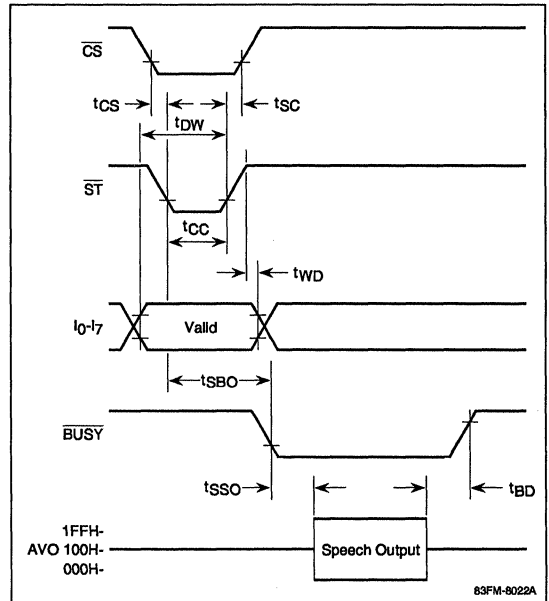 CS
tCS
tSC
tDW
ST
tCC
tWD
I0-I7
Valid
tSBO
BUSY
tSSO
tBD
1FFH-
AVO 100H-
000H-
Speech Output
83FM-8022A